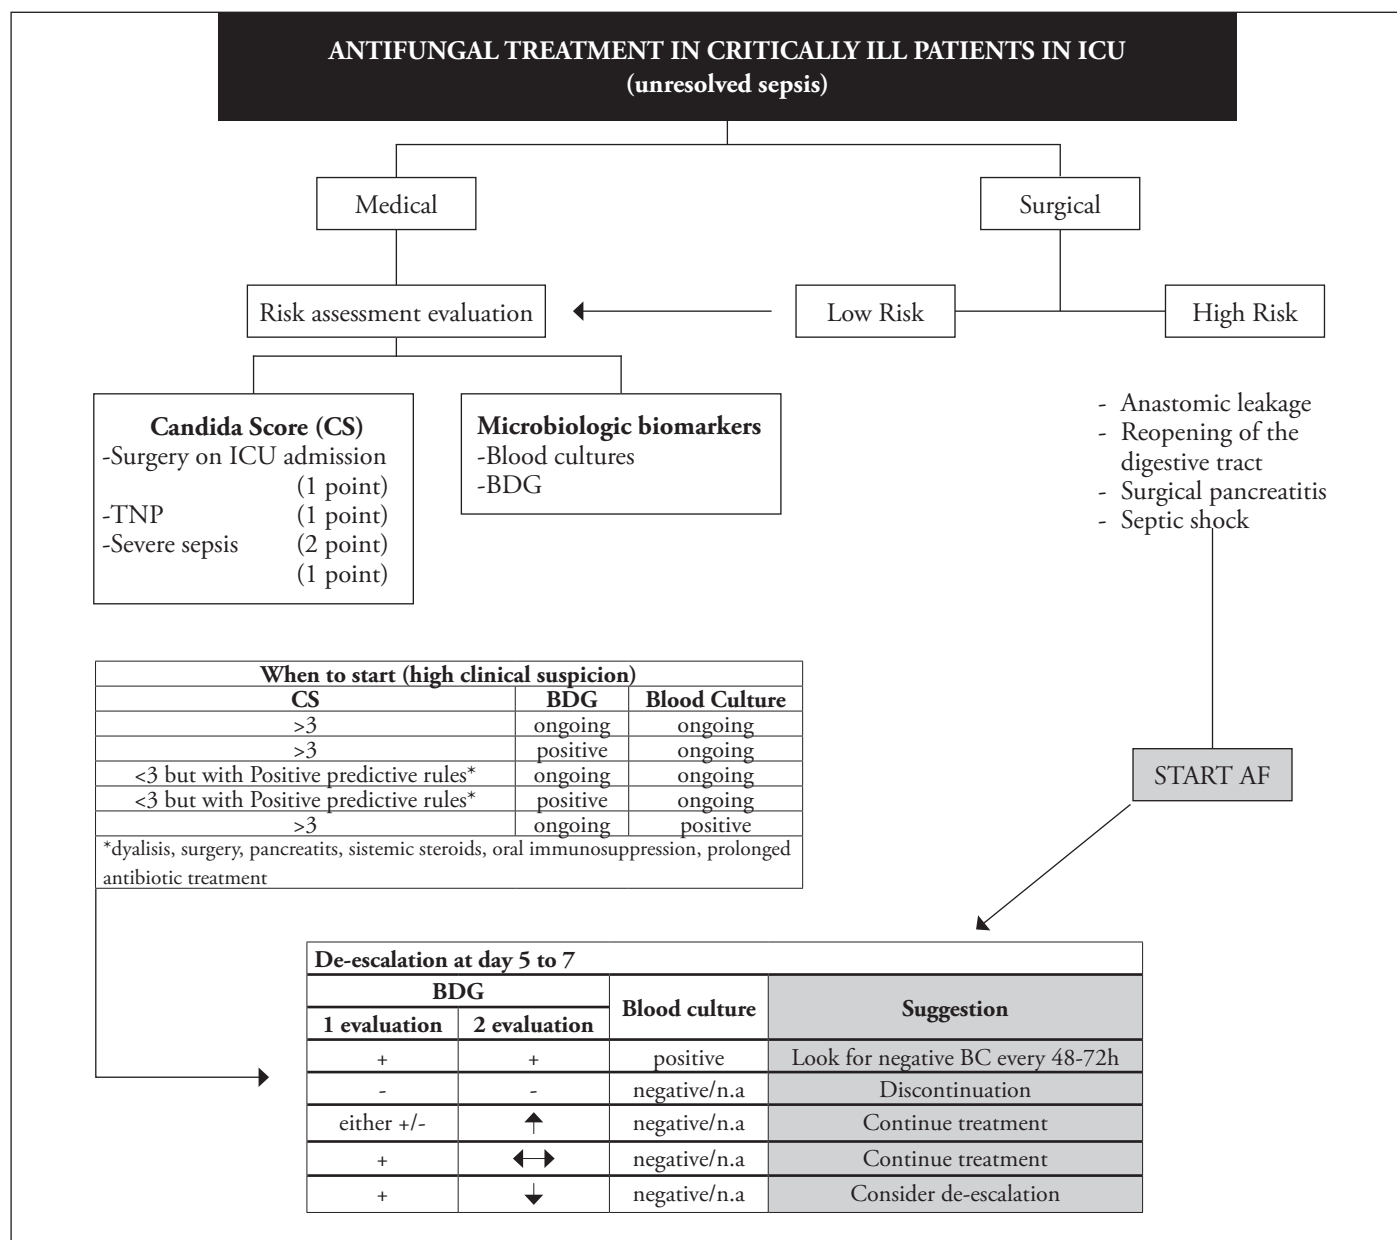 ANTIFUNGAL TREATMENT IN CRITICALLY ILL PATIENTS IN ICU
(unresolved sepsis)
Medical
Surgical
Risk assessment evaluation
Low Risk
High Risk
Candida Score (CS)
-Surgery on ICU admission
(1 point)
-TNP (1 point)
-Severe sepsis (2 point)
(1 point)
Microbiologic biomarkers
-Blood cultures
-BDG
- Anastomic leakage
- Reopening of the
digestive tract
- Surgical pancreatitis
- Septic shock
START AF
When to start (high clinical suspicion)
CS BDG Blood Culture
>3 ongoing ongoing
>3 positive ongoing
<3 but with Positive predictive rules* ongoing ongoing
<3 but with Positive predictive rules* positive ongoing
>3 ongoing positive
*dyalisis, surgery, pancreatits, sistemic steroids, oral immunosuppression, prolonged
antibiotic treatment
De-escalation at day 5 to 7
BDG Blood culture Suggestion
1 evaluation 2 evaluation
+ + positive Look for negative BC every 48-72h
- - negative/n.a Discontinuation
either +/- ↑ negative/n.a Continue treatment
+ ↔ negative/n.a Continue treatment
+ ↓ negative/n.a Consider de-escalation